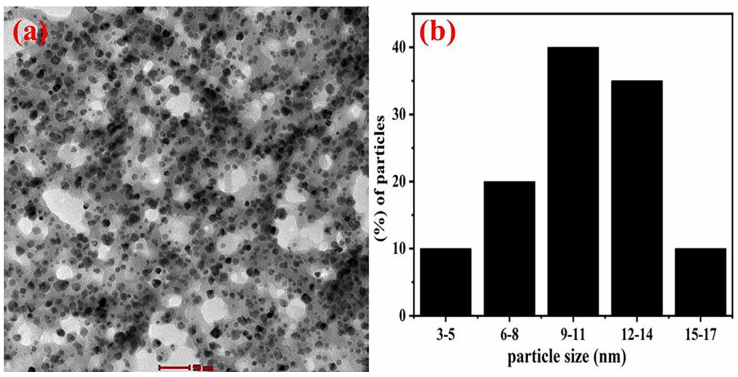 (a)
(b)
(%) of particles
40
30
20
10
0
3-5
6-8
9-11
12-14
15-17
particle size (nm)